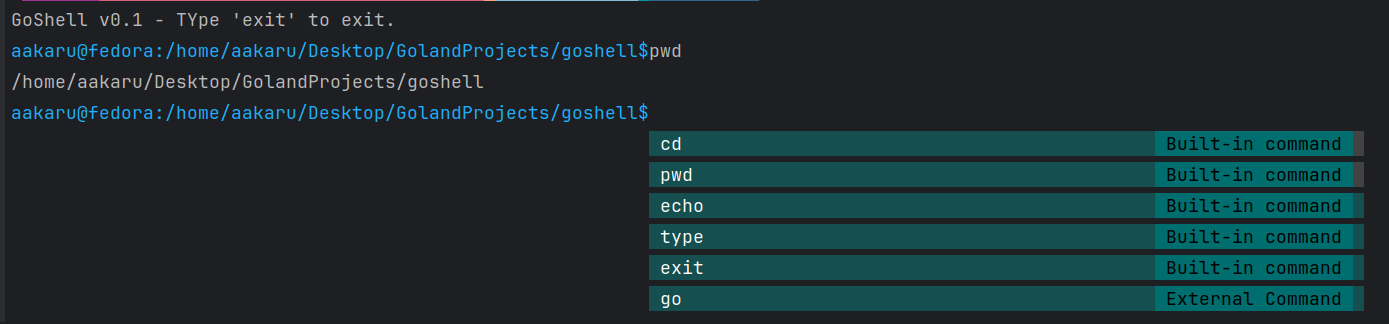 GoShell v0.1 - TYpe 'exit' to exit.
aakaru@fedora:/home/aakaru/Desktop/GolandProjects/goshell$pwd
/home/aakaru/Desktop/GolandProjects/goshell
aakaru@fedora:/home/aakaru/Desktop/GolandProjects/goshell$
cd Built-in command
pwd Built-in command
echo Built-in command
type Built-in command
exit Built-in command
go External Command